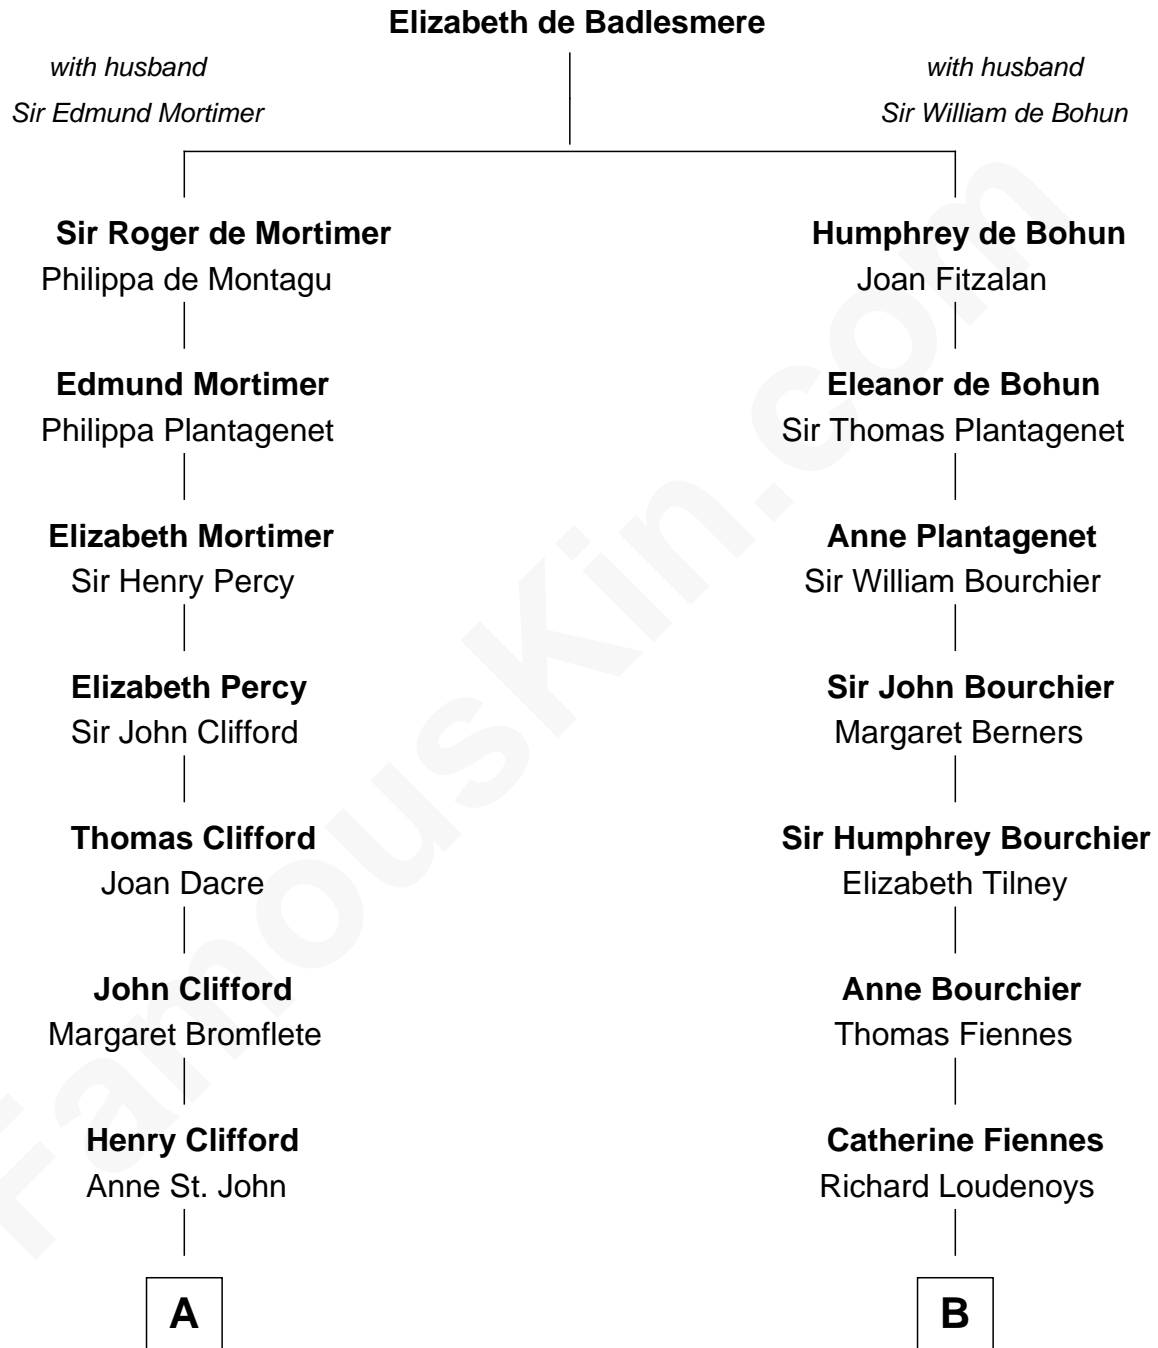 Elizabeth de Badlesmere
with husband
Sir Edmund Mortimer
with husband
Sir William de Bohun
Sir Roger de Mortimer
Philippa de Montagu
Humphrey de Bohun
Joan Fitzalan
Edmund Mortimer
Philippa Plantagenet
Eleanor de Bohun
Sir Thomas Plantagenet
Elizabeth Mortimer
Sir Henry Percy
Anne Plantagenet
Sir William Bourchier
Elizabeth Percy
Sir John Clifford
Sir John Bourchier
Margaret Berners
Thomas Clifford
Joan Dacre
Sir Humphrey Bourchier
Elizabeth Tilney
John Clifford
Margaret Bromflete
Anne Bourchier
Thomas Fiennes
Henry Clifford
Anne St. John
Catherine Fiennes
Richard Loudenoys
A
B
FamousKin.com